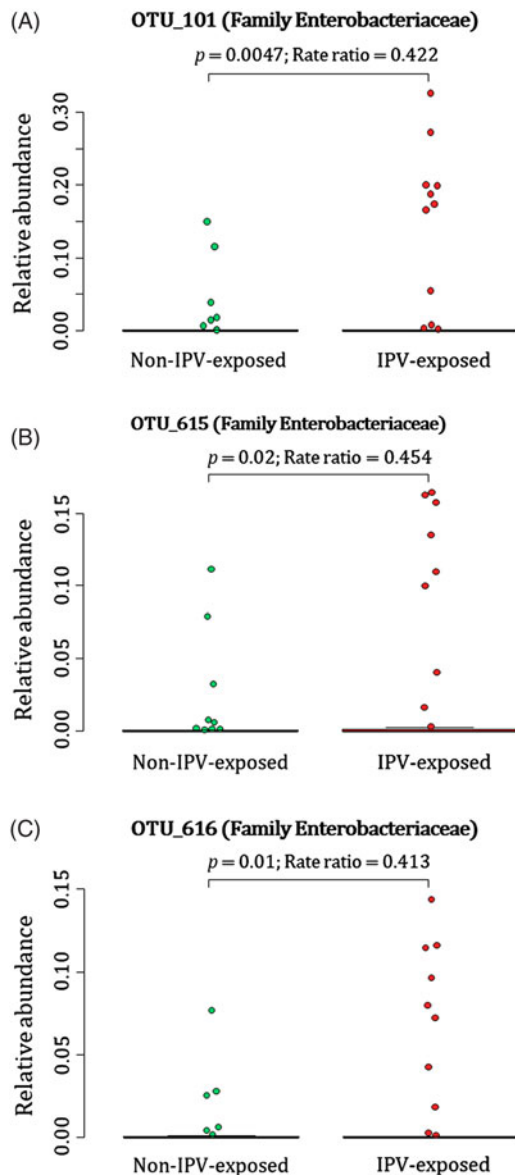 (A)
OTU_101 (Family Enterobacteriaceae)
p = 0.0047; Rate ratio = 0.422
Relative abundance
0.30
0.20
0.10
0.00
Non-IPV-exposed
IPV-exposed
(B)
OTU_615 (Family Enterobacteriaceae)
p = 0.02; Rate ratio = 0.454
Relative abundance
0.15
0.10
0.05
0.00
Non-IPV-exposed
IPV-exposed
(C)
OTU_616 (Family Enterobacteriaceae)
p = 0.01; Rate ratio = 0.413
Relative abundance
0.15
0.10
0.05
0.00
Non-IPV-exposed
IPV-exposed